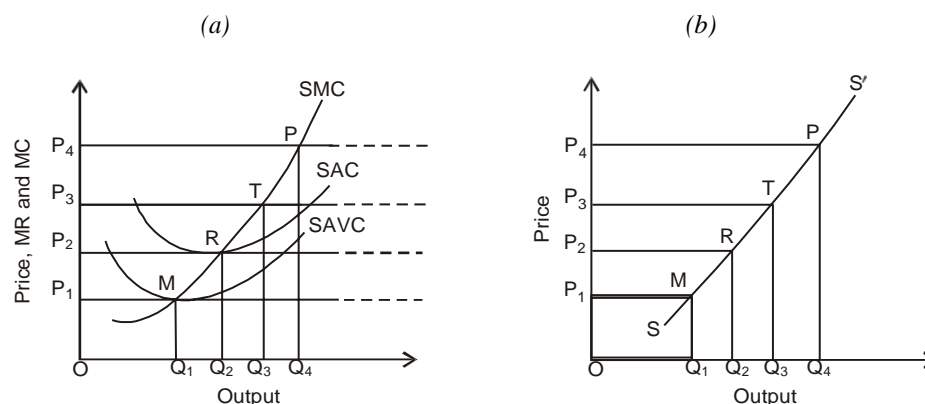 (a)
Price, MR and MC
SMC
P
P4
SAC
P3
T
SAVC
P2
R
P1
M
O
Q1 Q2 Q3 Q4
Output
(b)
Price
S'
P
P4
T
P3
R
P2
M
P1
S
O
Q1 Q2 Q3 Q4
Output